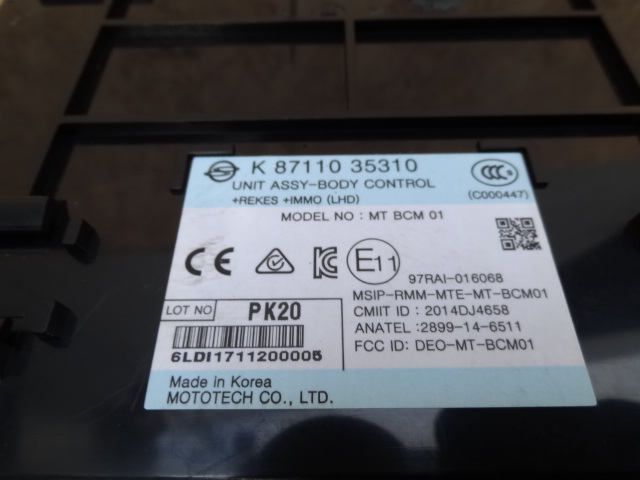 K 87110 35310
UNIT ASSY-BODY CONTROL
+REKES +IMMO (LHD)
CCC
(C000447)
MODEL NO : MT BCM 01
CE
E11
97RAI-016068
MSIP-RMM-MTE-MT-BCM01
CMIIT ID : 2014DJ4658
ANATEL : 2899-14-6511
FCC ID: DEO-MT-BCM01
LOT NO PK20
6LDI1711200005
Made in Korea
MOTOTECH CO., LTD.